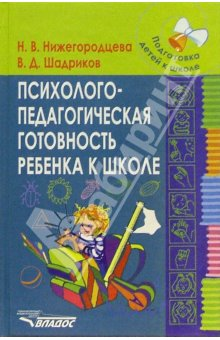 Н. В. Нижегородцева
В. Д. Шадриков
Подготовка
детей к школе
ПСИХОЛОГО-
ПЕДАГОГИЧЕСКАЯ
ГОТОВНОСТЬ
РЕБЕНКА К ШКОЛЕ
ВЛАДОС